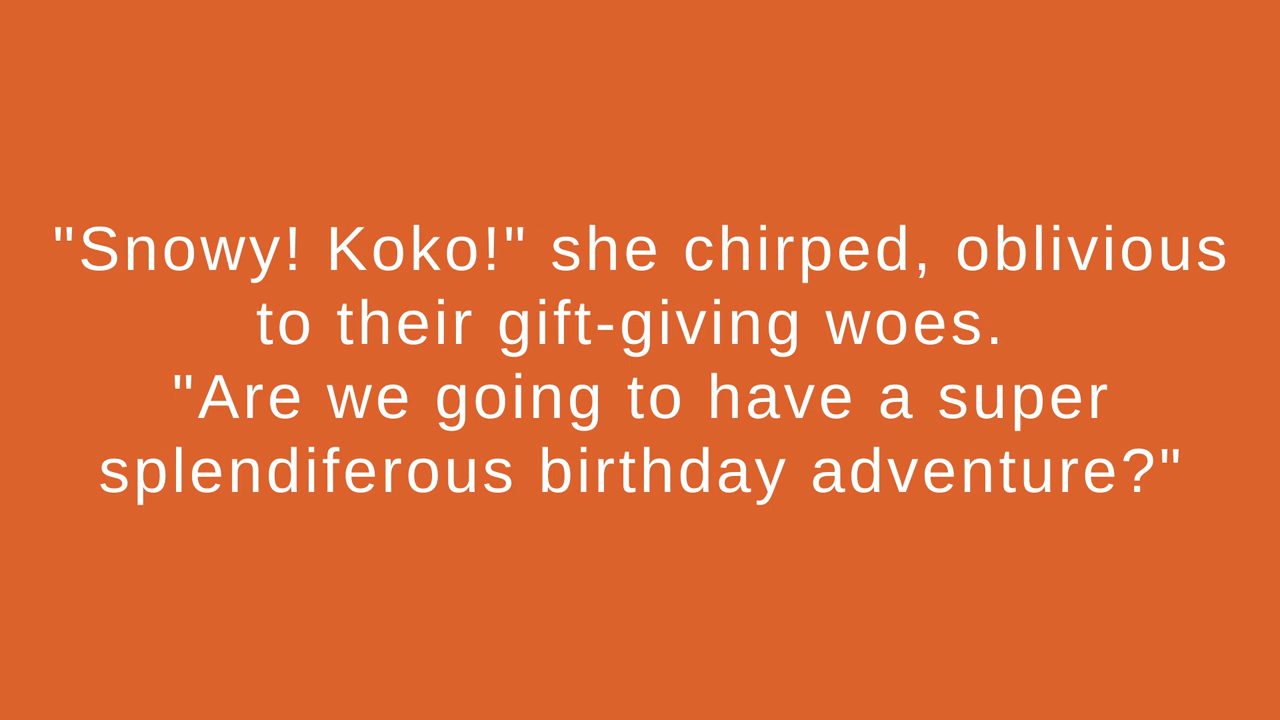 "Snowy! Koko!" she chirped, oblivious
to their gift-giving woes.
"Are we going to have a super
splendiferous birthday adventure?"